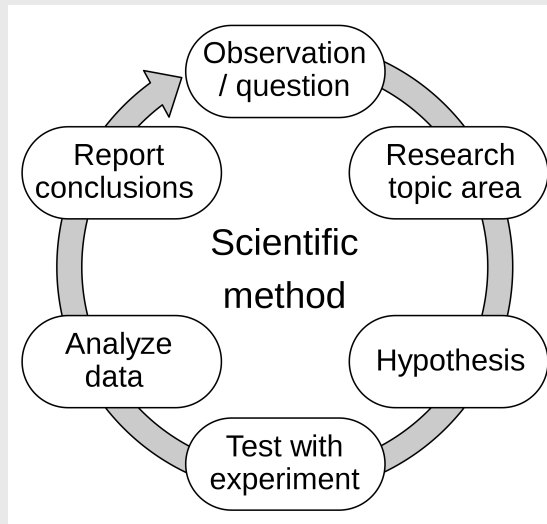 Observation
/ question
Research
topic area
Hypothesis
Test with
experiment
Analyze
data
Report
conclusions
Scientific
method